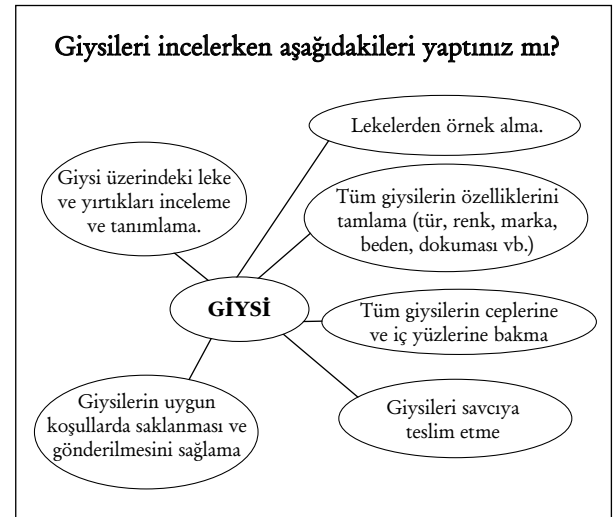 Giysileri incelerken aşağıdakileri yaptınız mı?
Lekelerden örnek alma.
Giysi üzerindeki leke
ve yırtıkları inceleme
ve tanımlama.
Tüm giysilerin özelliklerini
tamlama (tür, renk, marka,
beden, dokuması vb.)
GİYSİ
Tüm giysilerin ceplerine
ve iç yüzlerine bakma
Giysilerin uygun
koşullarda saklanması ve
gönderilmesini sağlama
Giysileri savcıya
teslim etme